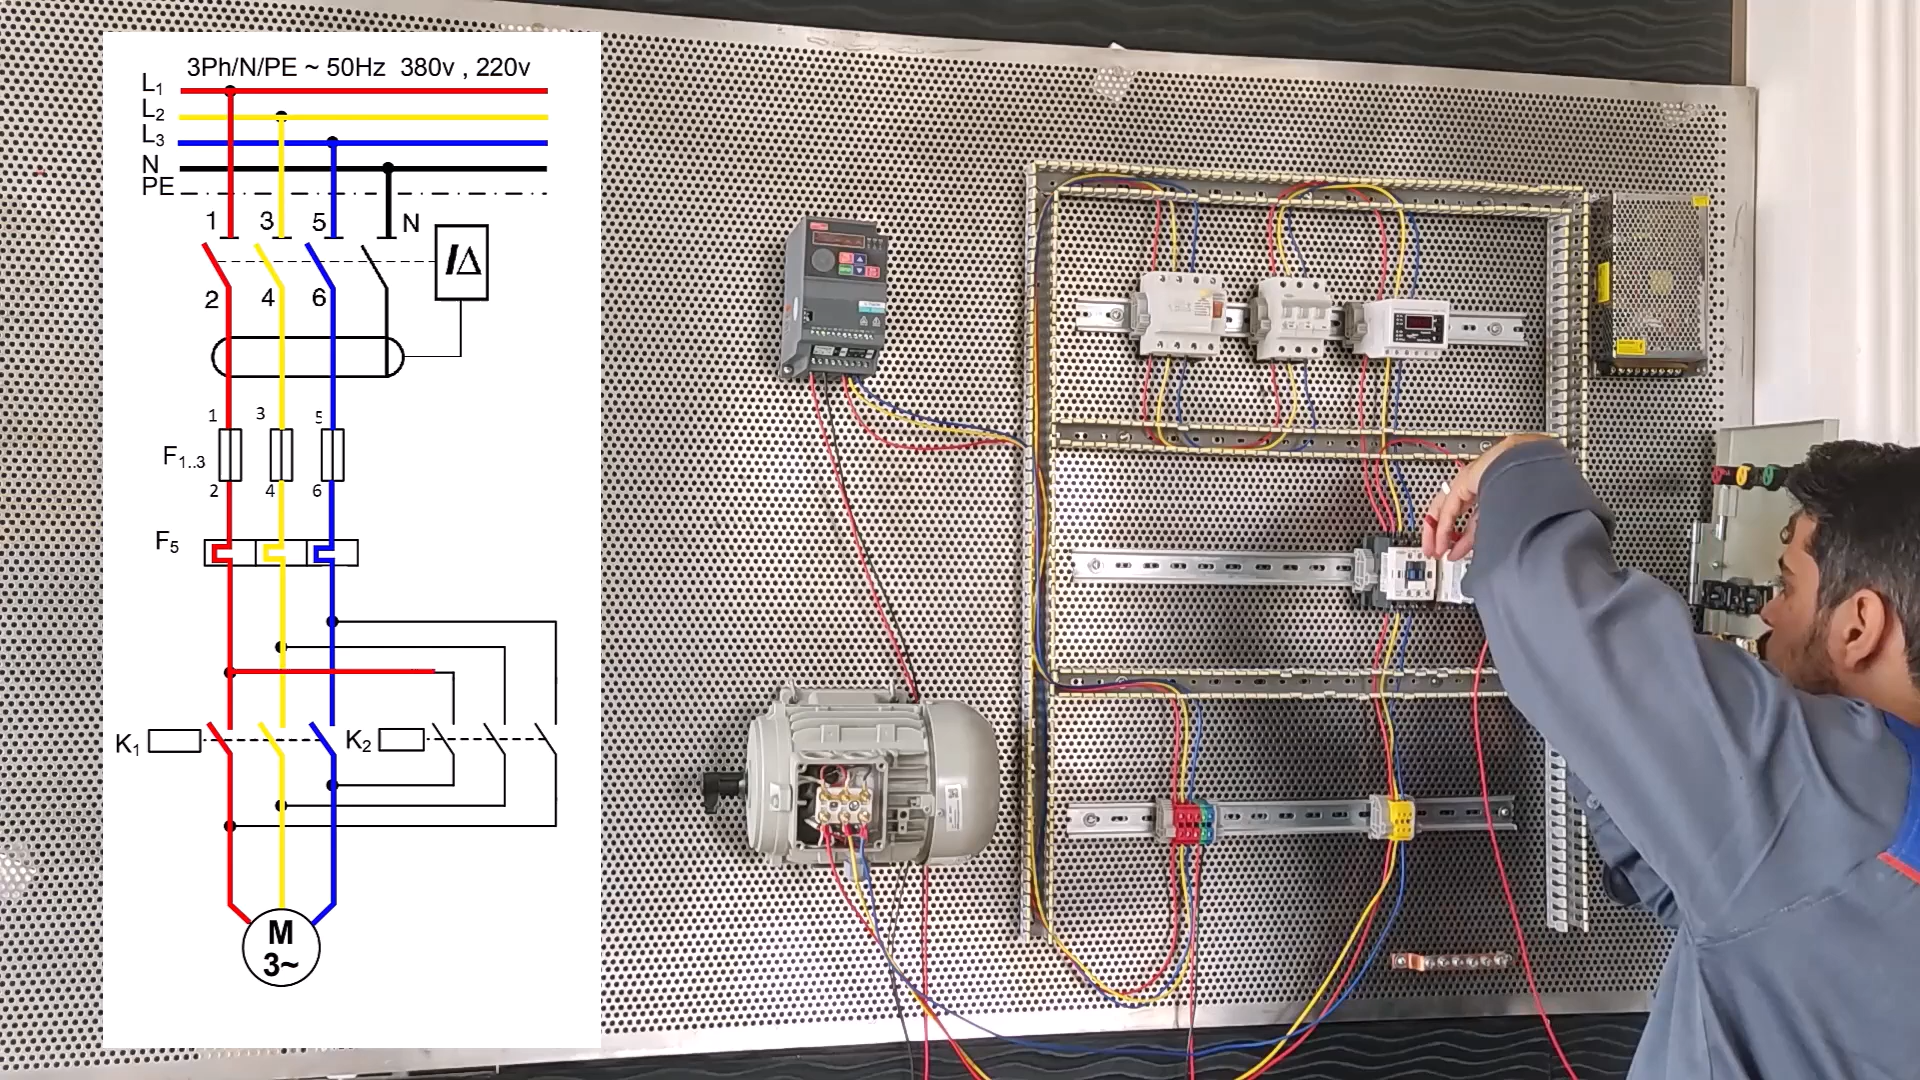 3Ph/N/PE ~ 50Hz 380v , 220v
L1
L2
L3
N
PE
1 3 5 N
I∆
2 4 6
1 3 5
F1..3
2 4 6
F5
K1 K2
M
3~